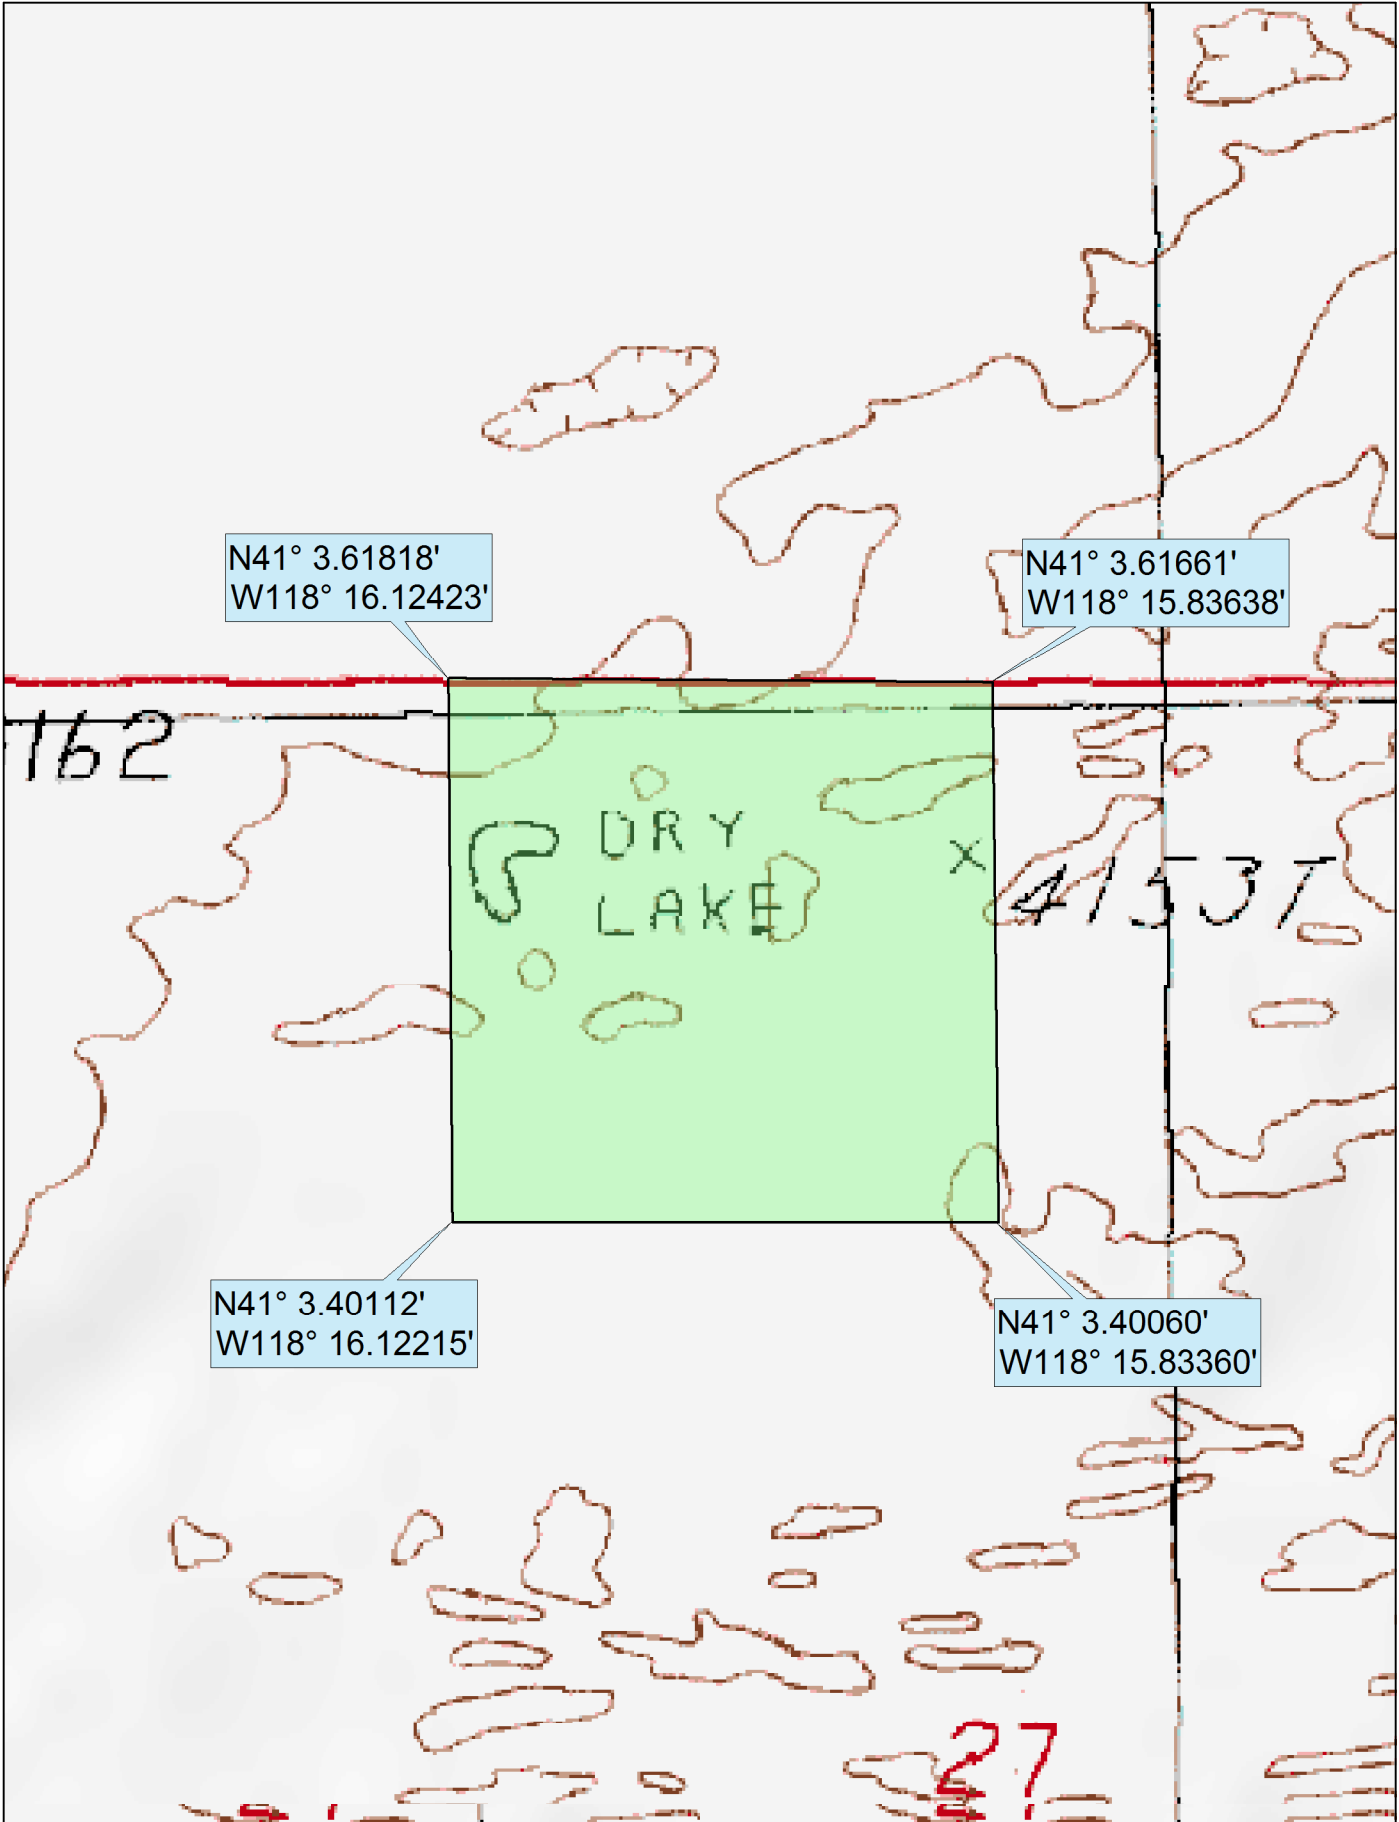 N41° 3.61818'
W118° 16.12423'
N41° 3.61661'
W118° 15.83638'
162
DRY
LAKE
X
4153T
N41° 3.40112'
W118° 16.12215'
N41° 3.40060'
W118° 15.83360'
27